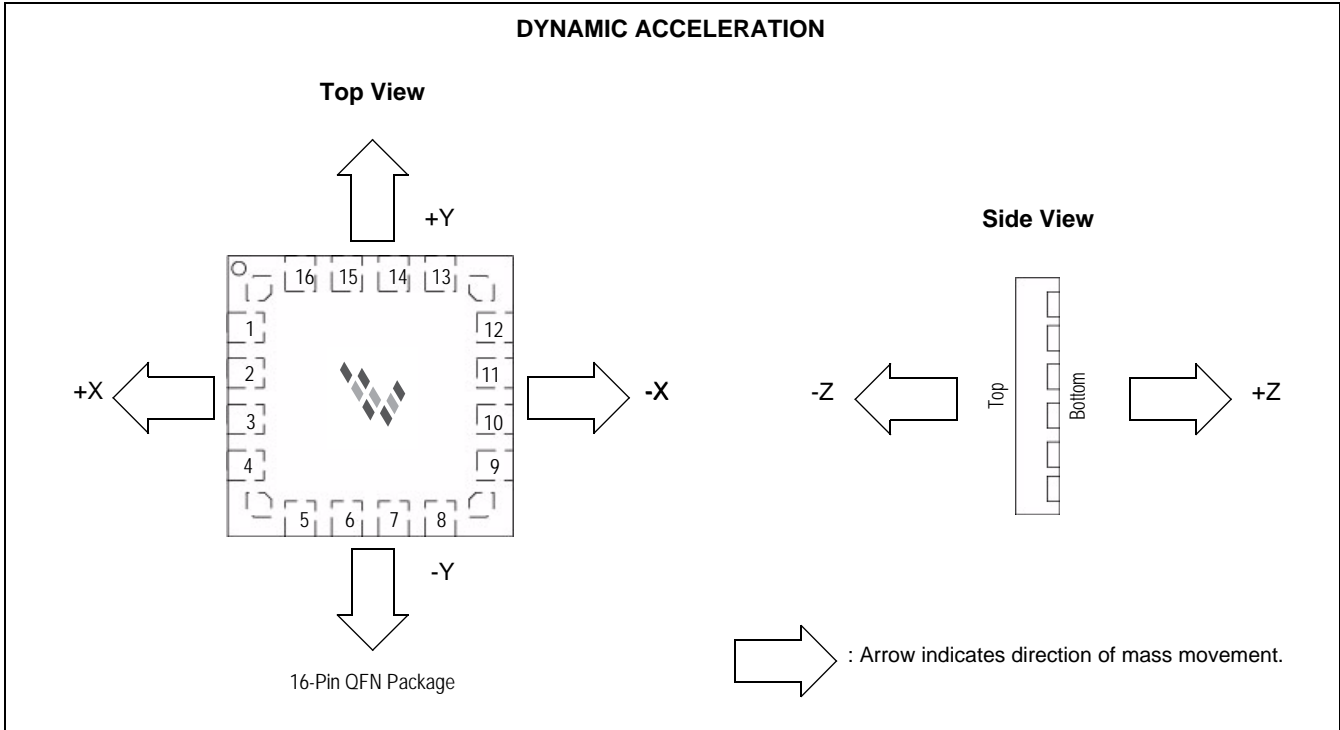 DYNAMIC ACCELERATION
Top View
+Y
Side View
16 15 14 13
1
12
2
11
+X
-X
3
10
4
9
5 6 7 8
-Y
-Z
Top
Bottom
+Z
: Arrow indicates direction of mass movement.
16-Pin QFN Package